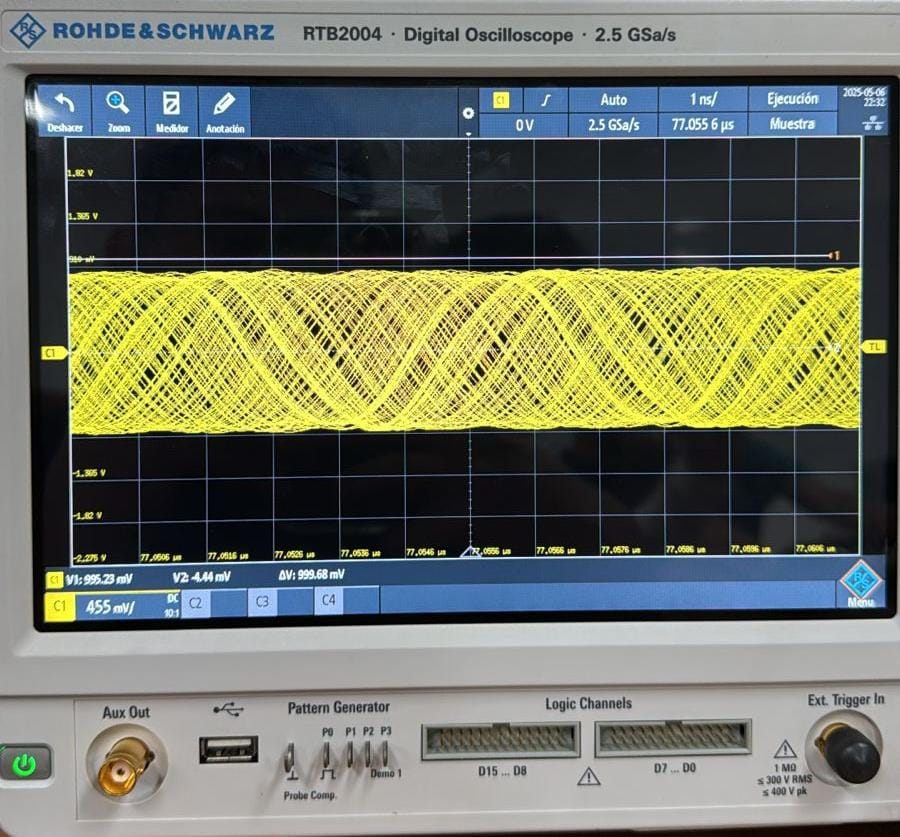 ROHDE&SCHWARZ RTB2004 · Digital Oscilloscope · 2.5 GSa/s
Deshacer Zoom Medidor Anotación
C1 Auto 1 ns/ Ejecución
0 V 2.5 GSa/s 77.055 6 µs Muestra
2025-05-06
22:32
1.82 V
1.365 V
910 mV
1
C1
TL
-1.365 V
-1.82 V
-2.275 V 77.0506 µs 77.0516 µs 77.0526 µs 77.0536 µs 77.0546 µs 77.0556 µs 77.0566 µs 77.0576 µs 77.0586 µs 77.0596 µs 77.0606 µs
C1 V1: 995.23 mV V2: -4.44 mV ΔV: 999.68 mV
C1 455 mV/ DC 10:1 C2 C3 C4
Menu
Aux Out
Pattern Generator
P0 P1 P2 P3
Demo 1
Probe Comp.
Logic Channels
D15 ... D8
D7 ... D0
Ext. Trigger In
1 MΩ
≤ 300 V RMS
≤ 400 V pk